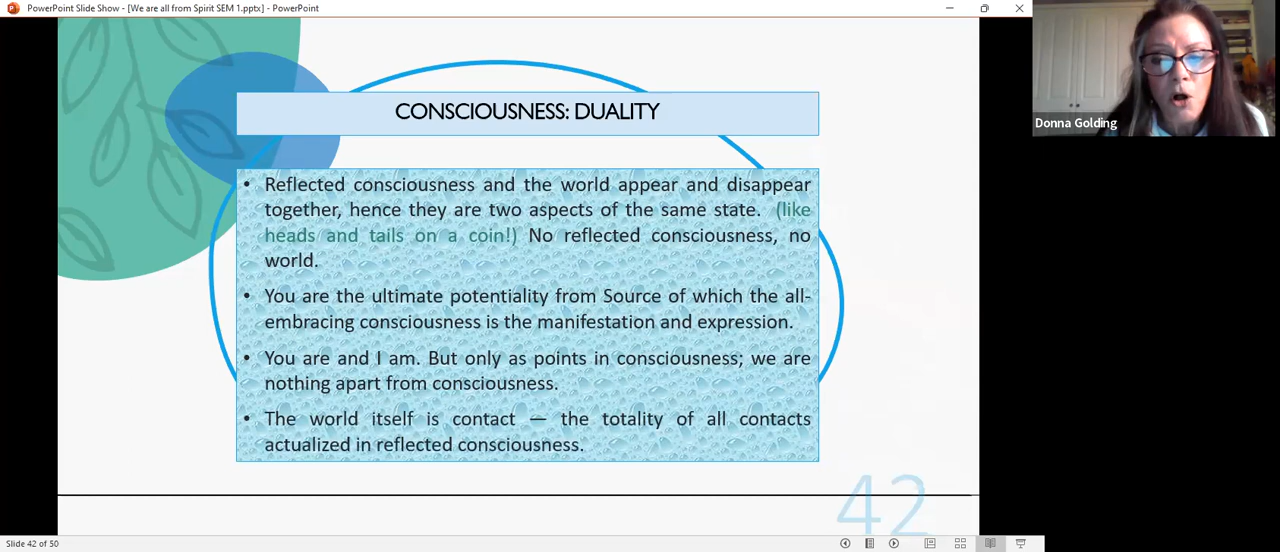 PowerPoint Slide Show - [We are all from Spirit SEM 1.pptx] - PowerPoint
Donna Golding
CONSCIOUSNESS: DUALITY
• Reflected consciousness and the world appear and disappear
together, hence they are two aspects of the same state. (like
heads and tails on a coin!) No reflected consciousness, no
world.
• You are the ultimate potentiality from Source of which the all-
embracing consciousness is the manifestation and expression.
• You are and I am. But only as points in consciousness; we are
nothing apart from consciousness.
• The world itself is contact — the totality of all contacts
actualized in reflected consciousness.
42
Slide 42 of 50